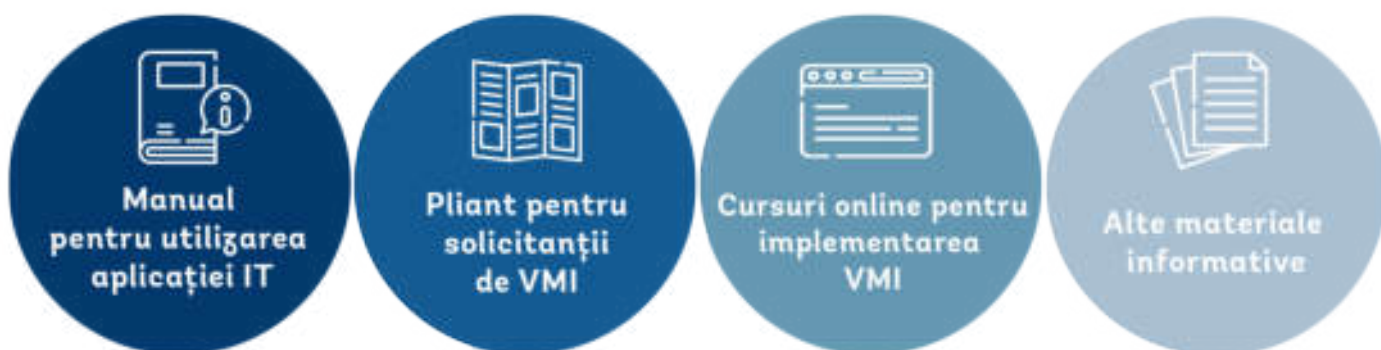 Manual
pentru utilizarea
aplicației IT
Pliant pentru
solicitanții
de VMI
Cursuri online pentru
implementarea
VMI
Alte materiale
informative